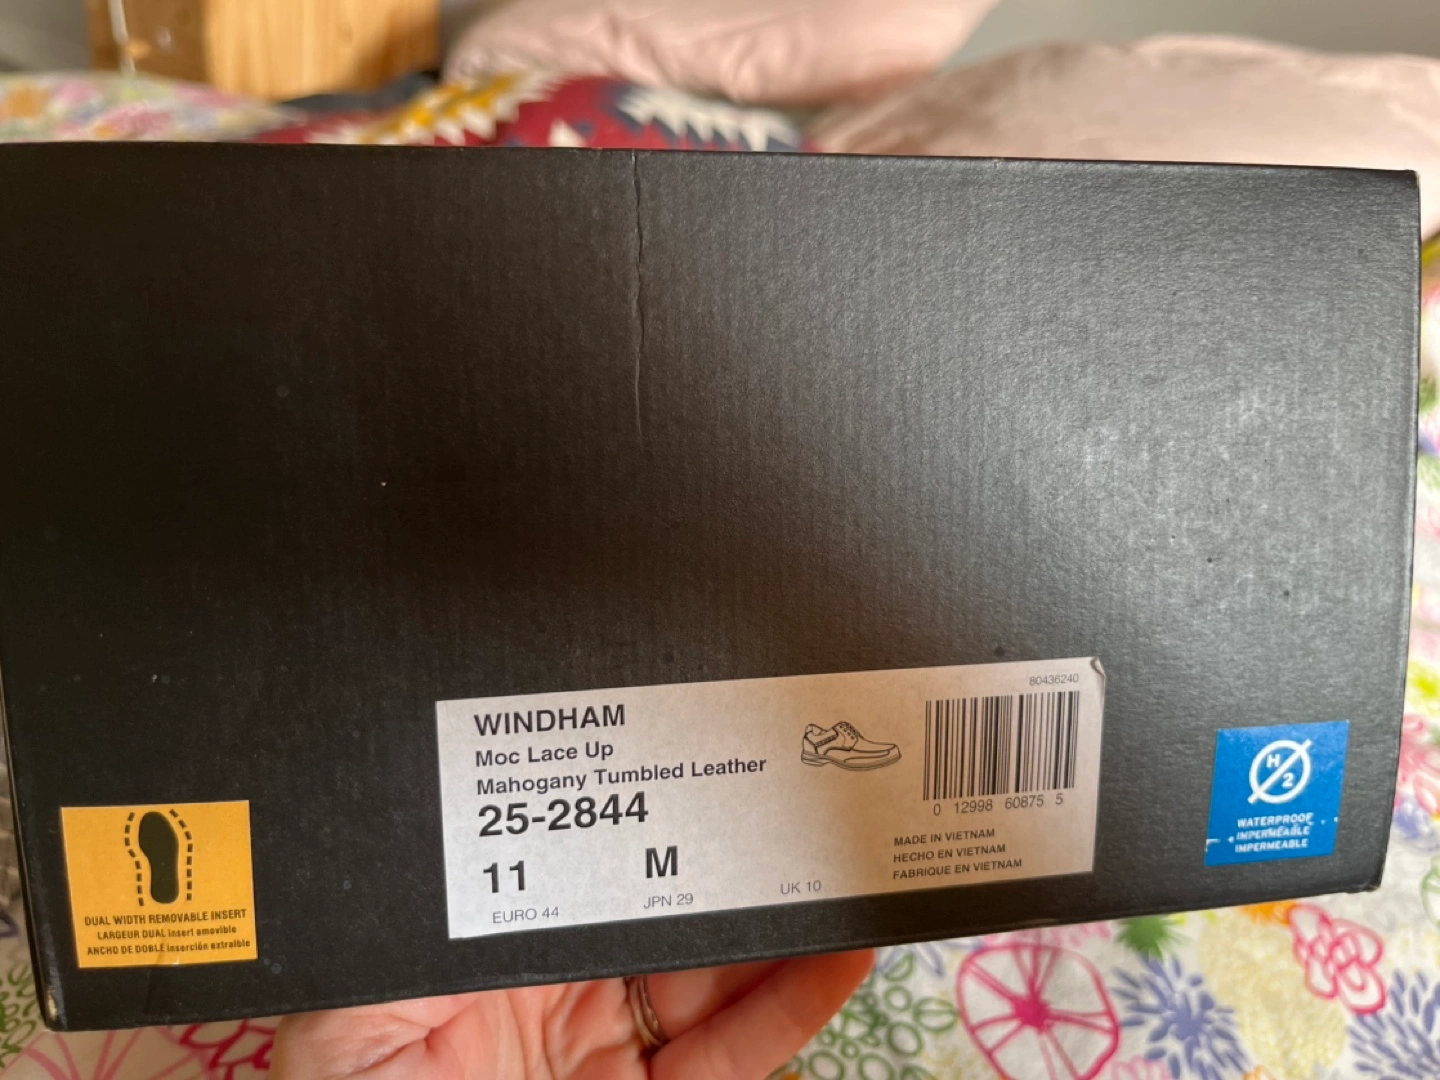 80436240
WINDHAM
Moc Lace Up
Mahogany Tumbled Leather
25-2844
11 M
EURO 44 JPN 29 UK 10
0 12998 60875 5
MADE IN VIETNAM
HECHO EN VIETNAM
FABRIQUE EN VIETNAM
DUAL WIDTH REMOVABLE INSERT
LARGEUR DUAL insert amovible
ANCHO DE DOBLE inserción extraíble
H
2
WATERPROOF
IMPERMÉABLE
IMPERMEABLE